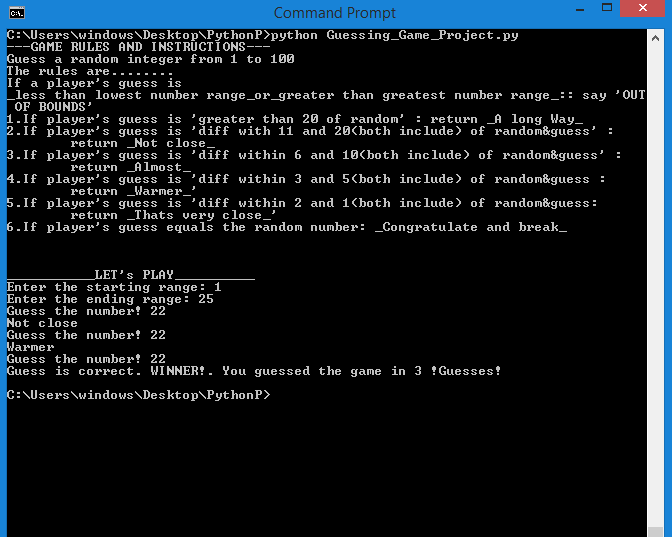 Command Prompt
C:\Users\windows\Desktop\PythonP>python Guessing_Game_Project.py
---GAME RULES AND INSTRUCTIONS---
Guess a random integer from 1 to 100
The rules are........
If a player's guess is
_less than lowest number range_or_greater than greatest number range_:: say 'OUT
 OF BOUNDS'
1.If player's guess is 'greater than 20 of random' : return _A long Way_
2.If player's guess is 'diff with 11 and 20(both include) of random&guess' :
        return _Not close_
3.If player's guess is 'diff within 6 and 10(both include) of random&guess' :
        return _Almost_
4.If player's guess is 'diff within 3 and 5(both include) of random&guess :
        return _Warmer_'
5.If player's guess is 'diff within 2 and 1(both include) of random&guess:
        return _Thats very close_'
6.If player's guess equals the random number: _Congratulate and break_
___________LET's PLAY__________
Enter the starting range: 1
Enter the ending range: 25
Guess the number! 22
Not close
Guess the number! 22
Warmer
Guess the number! 22
Guess is correct. WINNER!. You guessed the game in 3 !Guesses!
C:\Users\windows\Desktop\PythonP>